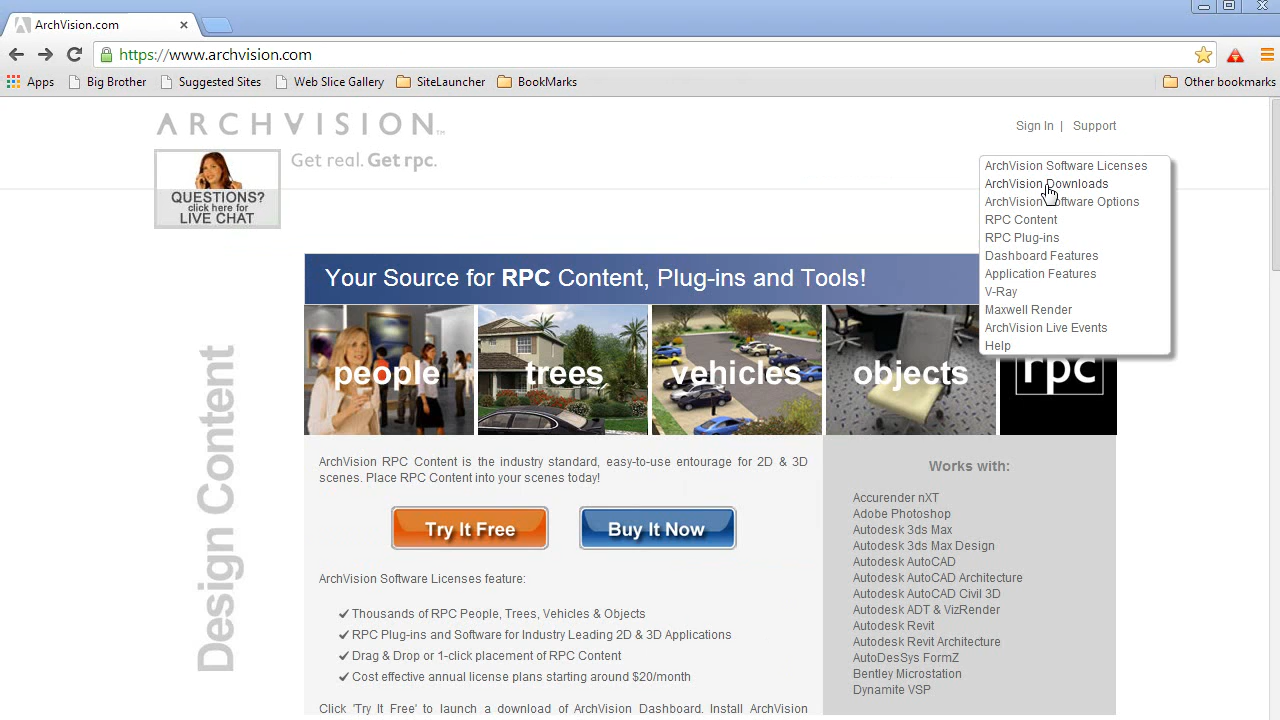 ArchVision.com
https://www.archvision.com
Apps Big Brother Suggested Sites Web Slice Gallery SiteLauncher BookMarks Other bookmarks
ARCHVISION™
Sign In | Support
Get real. Get rpc.
QUESTIONS?
click here for
LIVE CHAT
ArchVision Software Licenses
ArchVision Downloads
ArchVision Software Options
RPC Content
RPC Plug-ins
Dashboard Features
Application Features
V-Ray
Maxwell Render
ArchVision Live Events
Help
Your Source for RPC Content, Plug-ins and Tools!
people trees vehicles objects rpc
Design Content
ArchVision RPC Content is the industry standard, easy-to-use entourage for 2D & 3D
scenes. Place RPC Content into your scenes today!
Try It Free Buy It Now
ArchVision Software Licenses feature:
Thousands of RPC People, Trees, Vehicles & Objects
RPC Plug-ins and Software for Industry Leading 2D & 3D Applications
Drag & Drop or 1-click placement of RPC Content
Cost effective annual license plans starting around $20/month
Click 'Try It Free' to launch a download of ArchVision Dashboard. Install ArchVision
Works with:
Accurender nXT
Adobe Photoshop
Autodesk 3ds Max
Autodesk 3ds Max Design
Autodesk AutoCAD
Autodesk AutoCAD Architecture
Autodesk AutoCAD Civil 3D
Autodesk ADT & VizRender
Autodesk Revit
Autodesk Revit Architecture
AutoDesSys FormZ
Bentley Microstation
Dynamite VSP